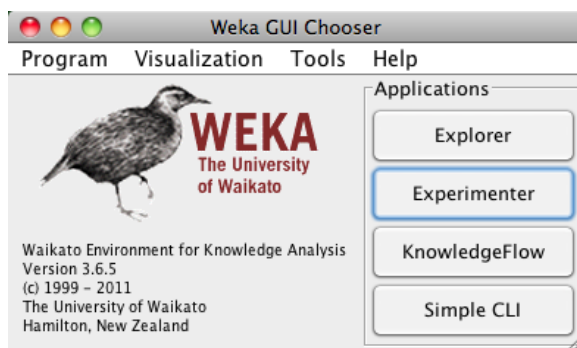 Weka GUI Chooser
Program Visualization Tools Help
WEKA
The University
of Waikato
Waikato Environment for Knowledge Analysis
Version 3.6.5
(c) 1999 - 2011
The University of Waikato
Hamilton, New Zealand
Applications
Explorer
Experimenter
KnowledgeFlow
Simple CLI